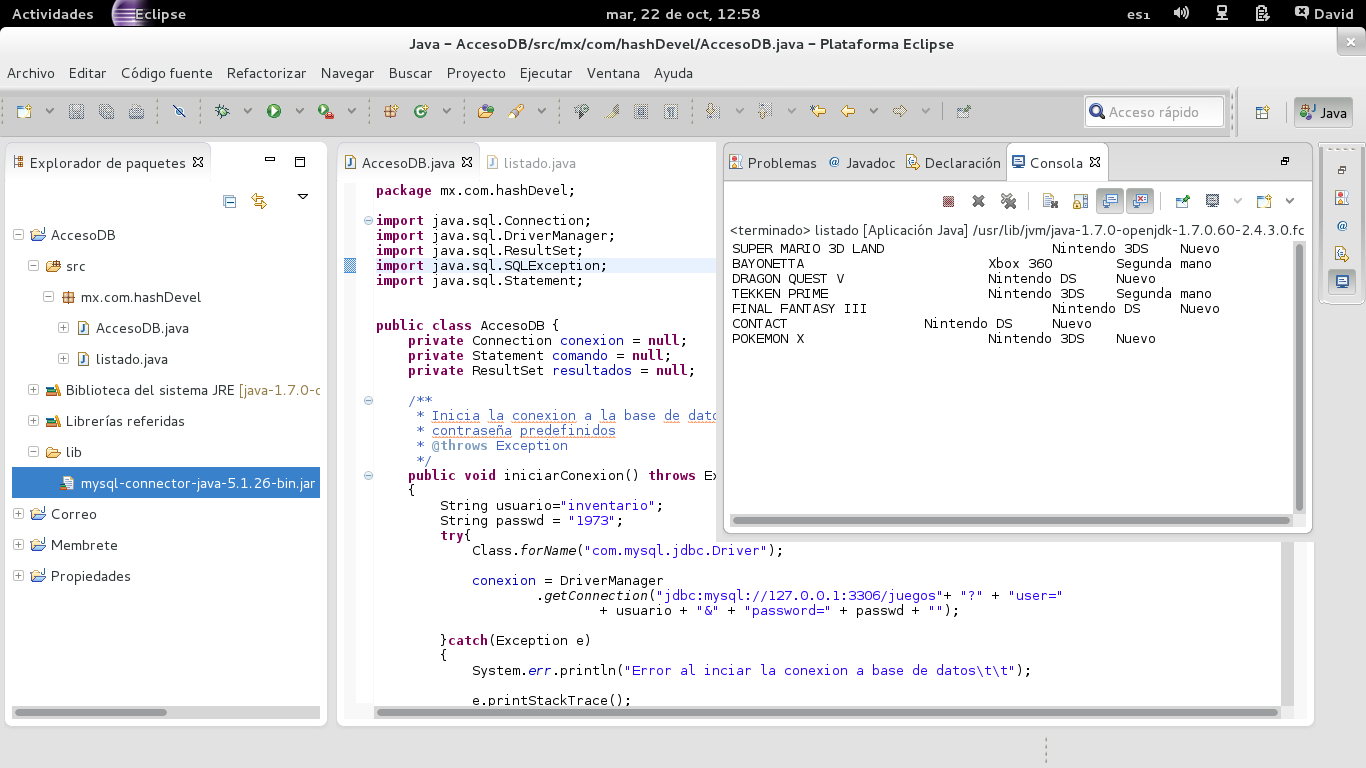 Actividades Eclipse mar, 22 de oct, 12:58 es1 David
Java – AccesoDB/src/mx/com/hashDevel/AccesoDB.java – Plataforma Eclipse
Archivo Editar Código fuente Refactorizar Navegar Buscar Proyecto Ejecutar Ventana Ayuda
Acceso rápido Java
Explorador de paquetes
AccesoDB
src
mx.com.hashDevel
AccesoDB.java
listado.java
Biblioteca del sistema JRE [java-1.7.0-o
Librerías referidas
lib
mysql-connector-java-5.1.26-bin.jar
Correo
Membrete
Propiedades
AccesoDB.java listado.java
package mx.com.hashDevel;
import java.sql.Connection;
import java.sql.DriverManager;
import java.sql.ResultSet;
import java.sql.SQLException;
import java.sql.Statement;
public class AccesoDB {
private Connection conexion = null;
private Statement comando = null;
private ResultSet resultados = null;
/**
* Inicia la conexion a la base de dato
* contraseña predefinidos
* @throws Exception
*/
public void iniciarConexion() throws Ex
{
String usuario="inventario";
String passwd = "1973";
try{
Class.forName("com.mysql.jdbc.Driver");
conexion = DriverManager
.getConnection("jdbc:mysql://127.0.0.1:3306/juegos"+ "?" + "user="
+ usuario + "&" + "password=" + passwd + "");
}catch(Exception e)
{
System.err.println("Error al inciar la conexion a base de datos\t\t");
e.printStackTrace();
Problemas Javadoc Declaración Consola
<terminado> listado [Aplicación Java] /usr/lib/jvm/java-1.7.0-openjdk-1.7.0.60-2.4.3.0.fc
SUPER MARIO 3D LAND Nintendo 3DS Nuevo
BAYONETTA Xbox 360 Segunda mano
DRAGON QUEST V Nintendo DS Nuevo
TEKKEN PRIME Nintendo 3DS Segunda mano
FINAL FANTASY III Nintendo DS Nuevo
CONTACT Nintendo DS Nuevo
POKEMON X Nintendo 3DS Nuevo